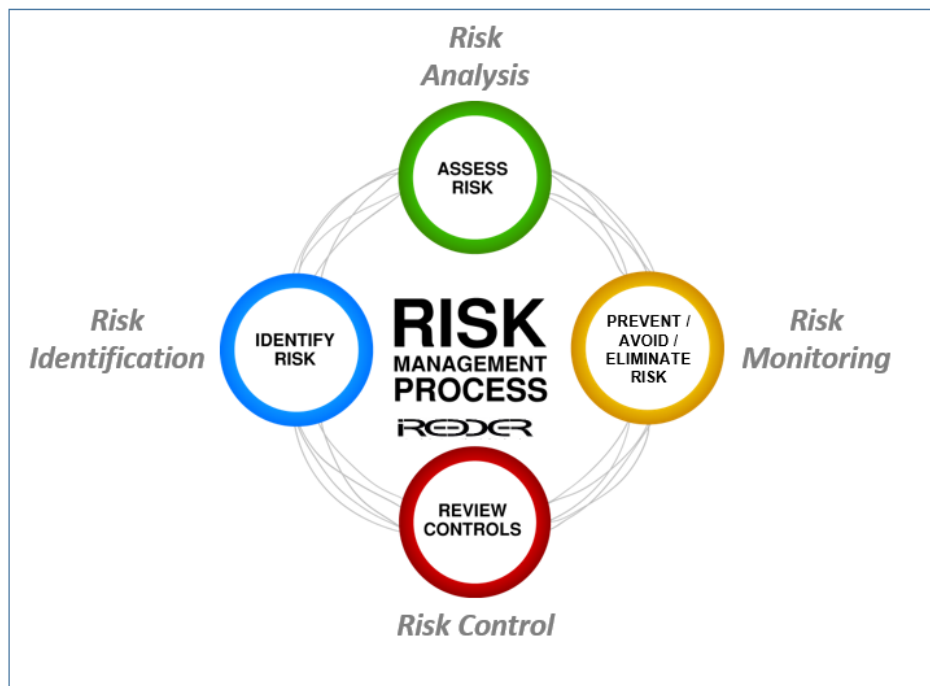 Risk
Analysis
ASSESS
RISK
Risk
Identification
IDENTIFY
RISK
RISK
MANAGEMENT
PROCESS
iREDDER
PREVENT /
AVOID /
ELIMINATE
RISK
Risk
Monitoring
REVIEW
CONTROLS
Risk Control